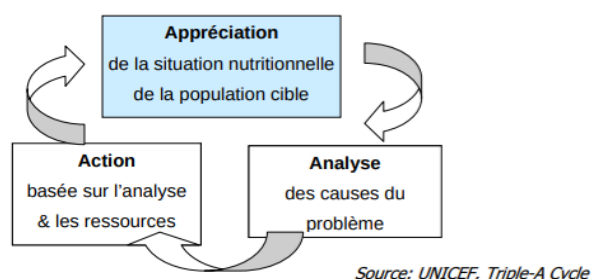 Appréciation
de la situation nutritionnelle
de la population cible
Action
basée sur l'analyse
& les ressources
Analyse
des causes du
problème
Source: UNICEF, Triple-A Cycle